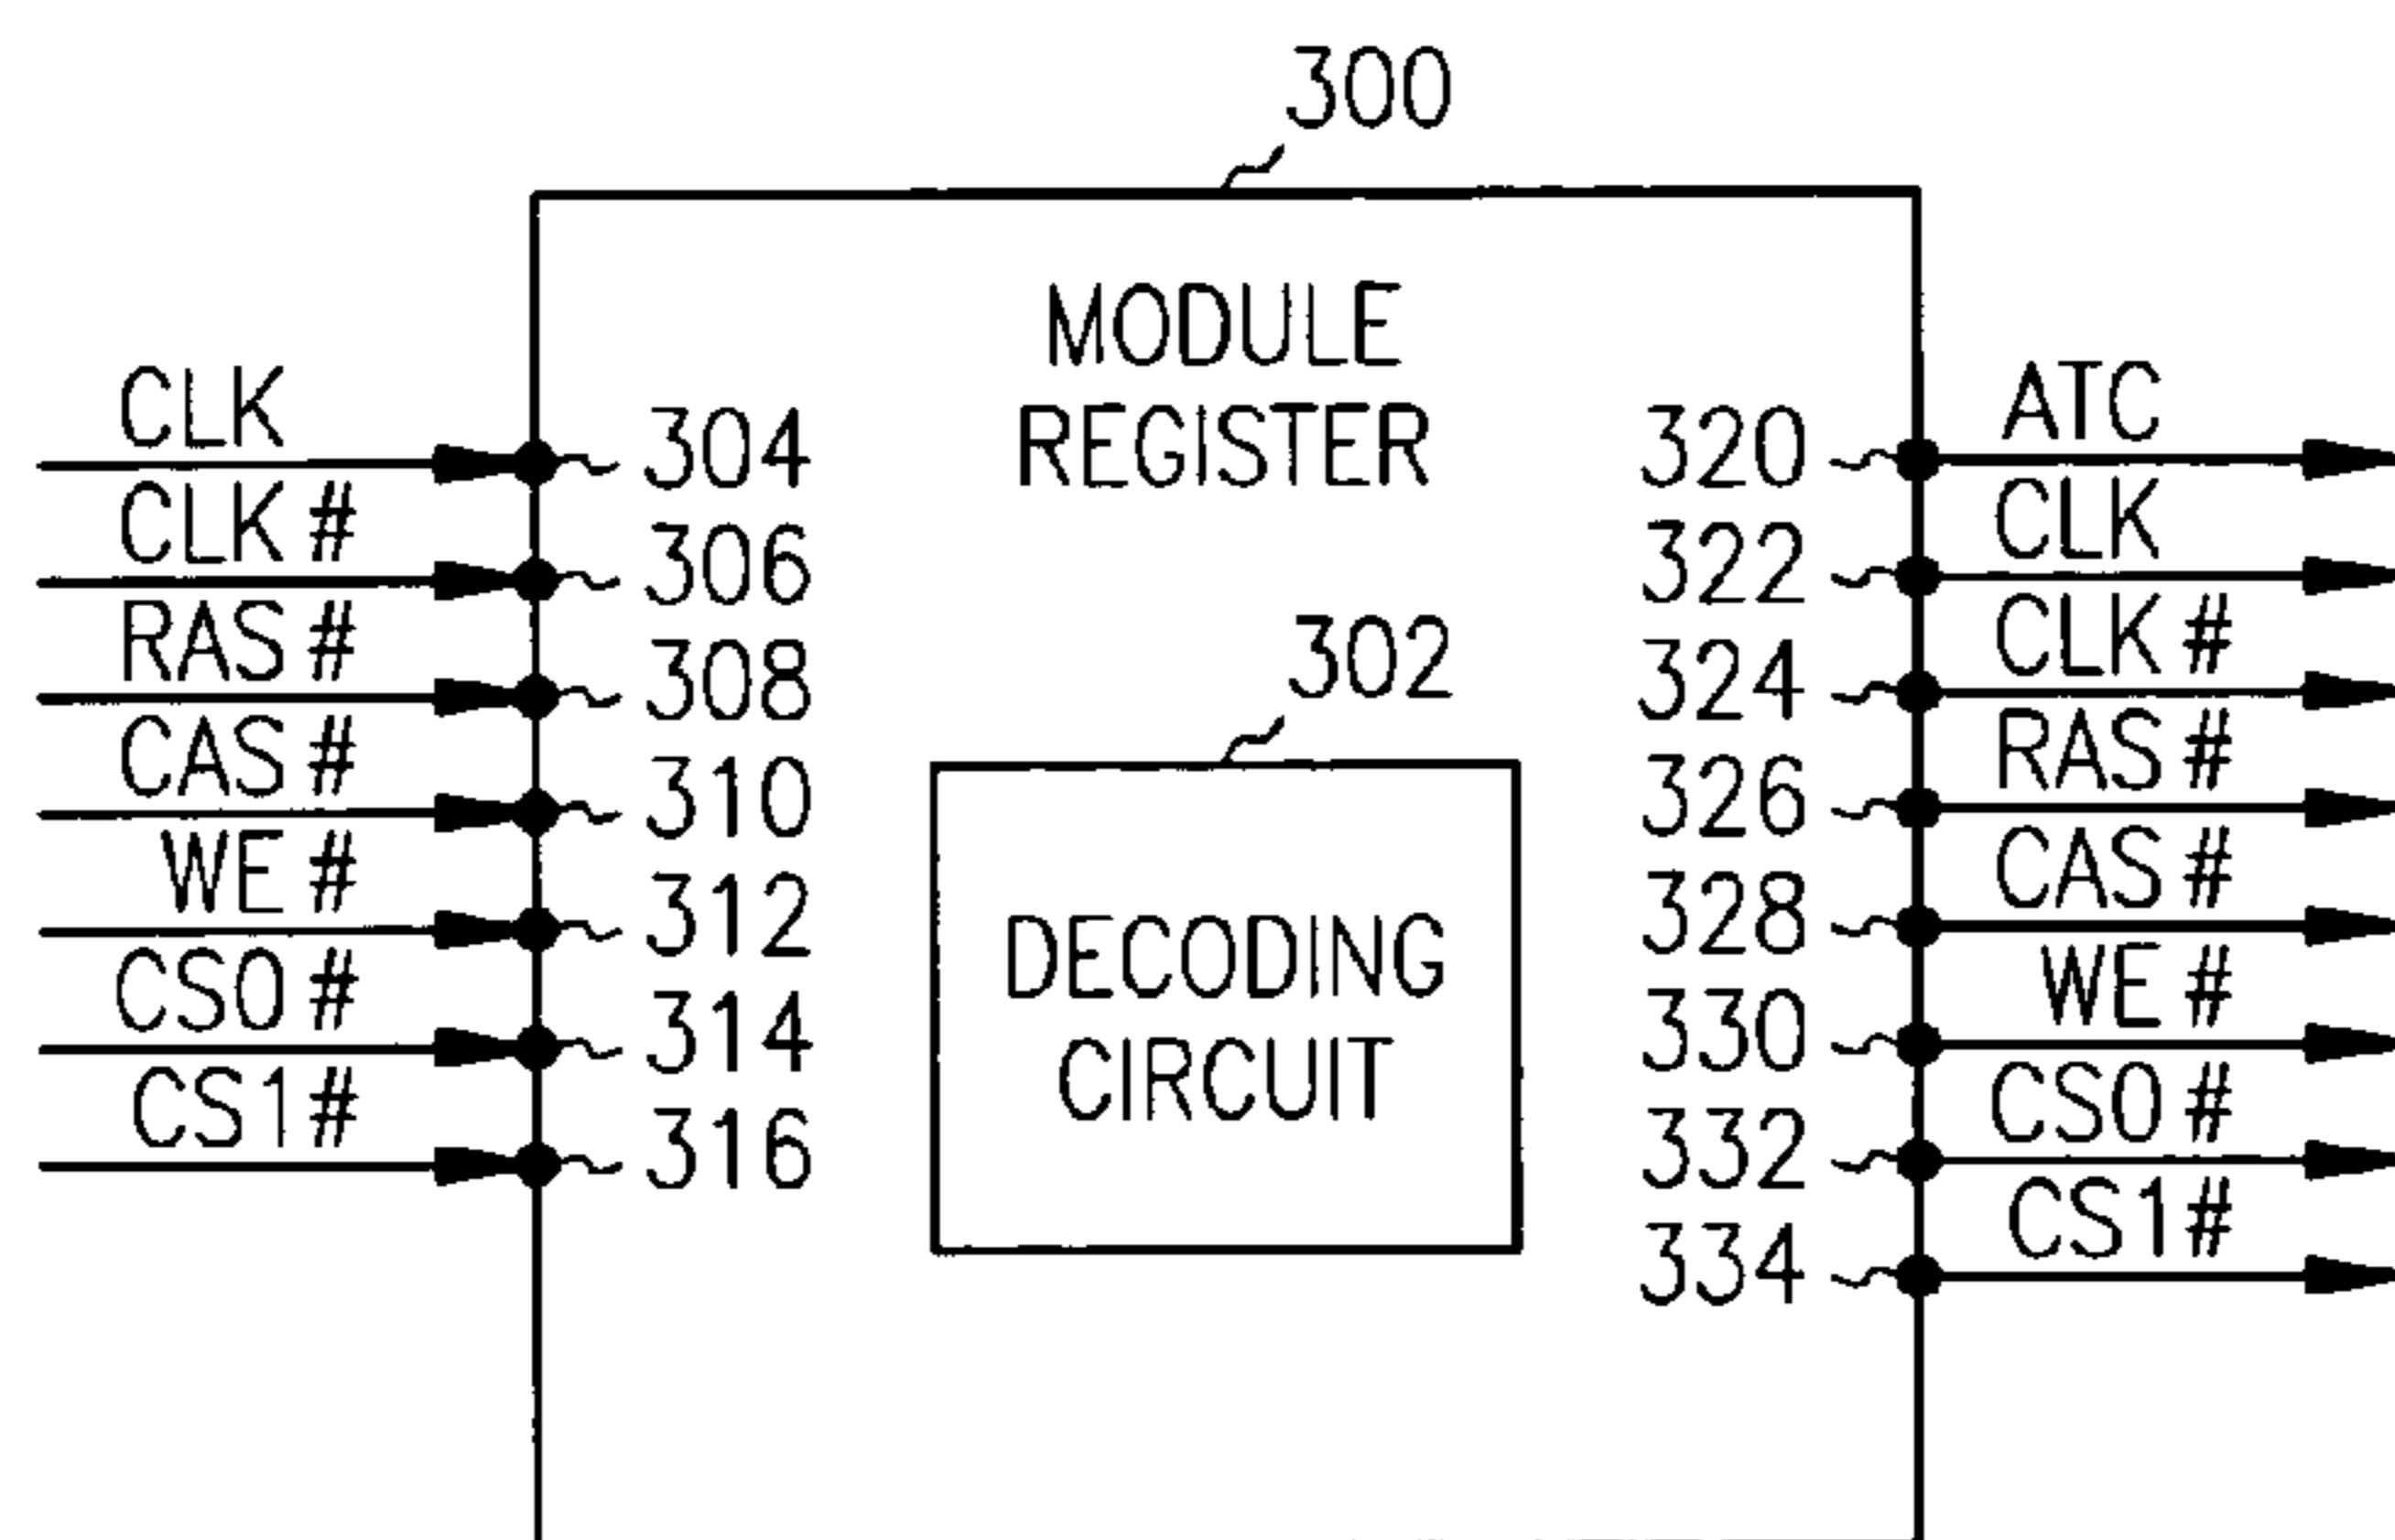 300
MODULE
REGISTER
CLK
304
CLK #
306
RAS #
308
CAS #
310
WE #
312
CS0 #
314
CS1 #
316
302
DECODING
CIRCUIT
320
ATC
322
CLK
324
CLK #
326
RAS #
328
CAS #
330
WE #
332
CS0 #
334
CS1 #